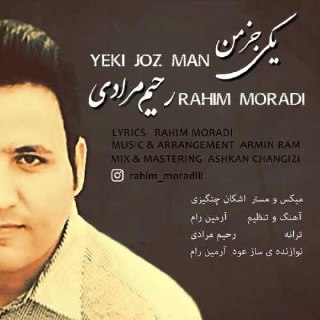 یکی جز من
YEKI JOZ MAN
رحیم مرادی
RAHIM MORADI
LYRICS RAHIM MORADI
MUSIC & ARRANGEMENT ARMIN RAM
MIX & MASTERING ASHKAN CHANGIZI
rahim_moradiii
میکس و مستر اشکان چنگیزی
آهنگ و تنظیم آرمین رام
ترانه رحیم مرادی
نوازنده ی ساز عود آرمین رام